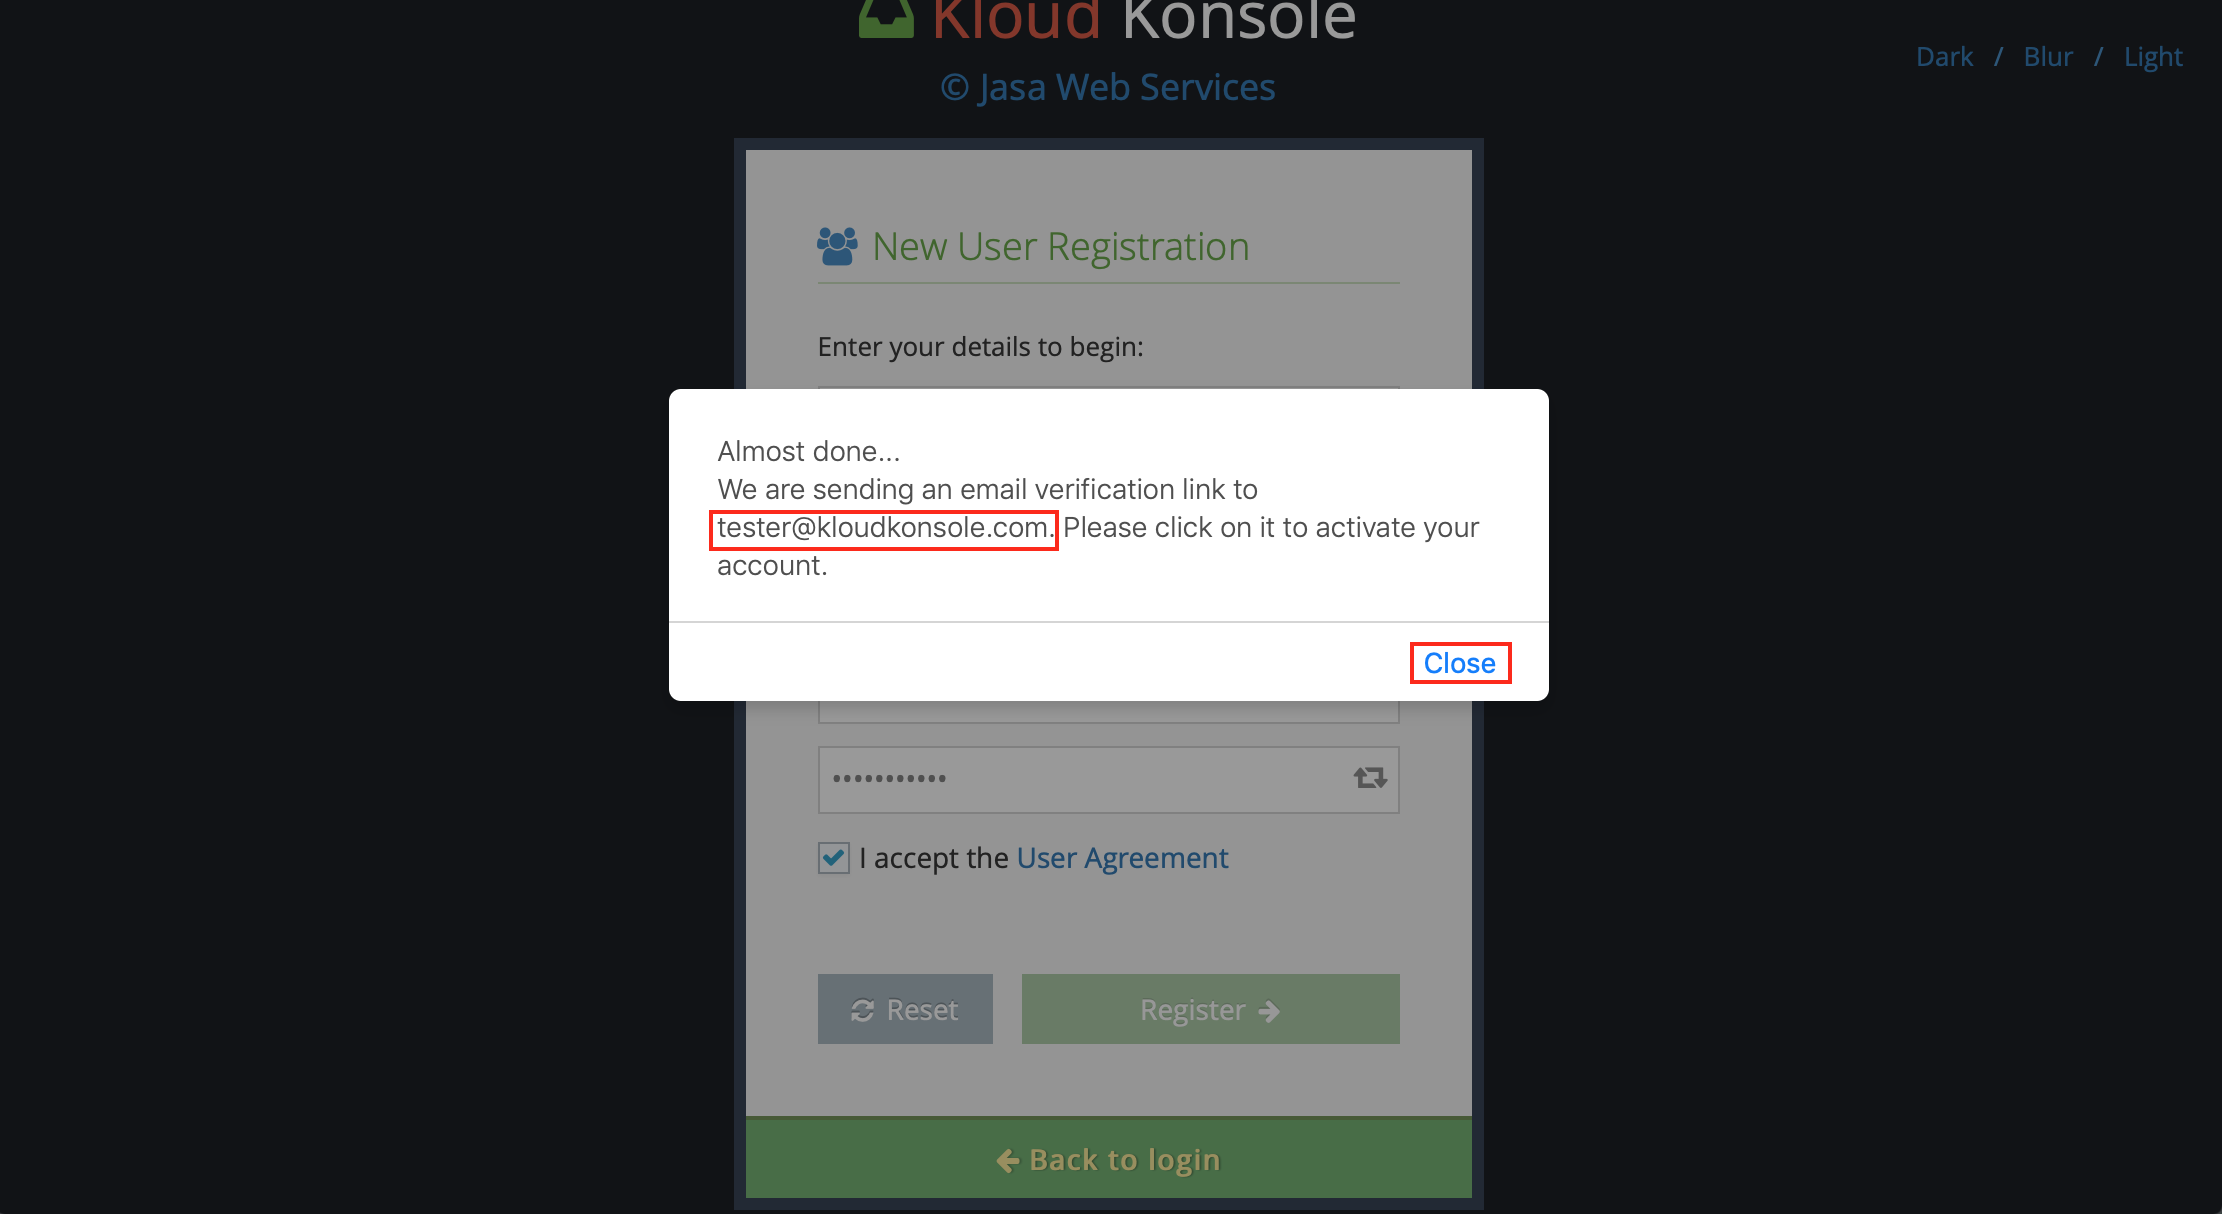 Kloud Konsole
Dark / Blur / Light
© Jasa Web Services
New User Registration
Enter your details to begin:
Almost done...
We are sending an email verification link to
tester@kloudkonsole.com. Please click on it to activate your
account.
Close
•••••••••••
I accept the User Agreement
Reset
Register
Back to login